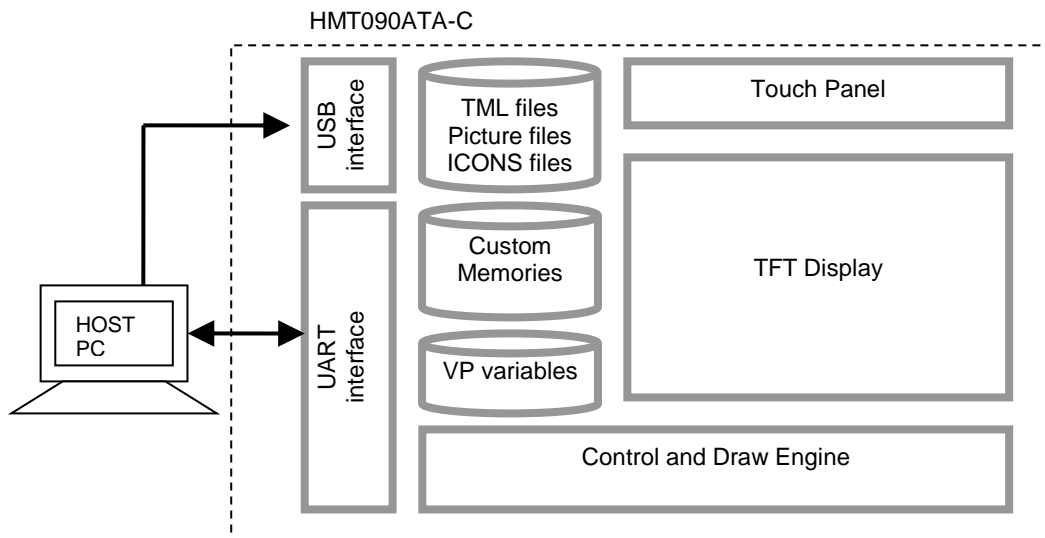 HMT090ATA-C
USB
interface
TML files
Picture files
ICONS files
Touch Panel
Custom
Memories
TFT Display
HOST
PC
UART
interface
VP variables
Control and Draw Engine